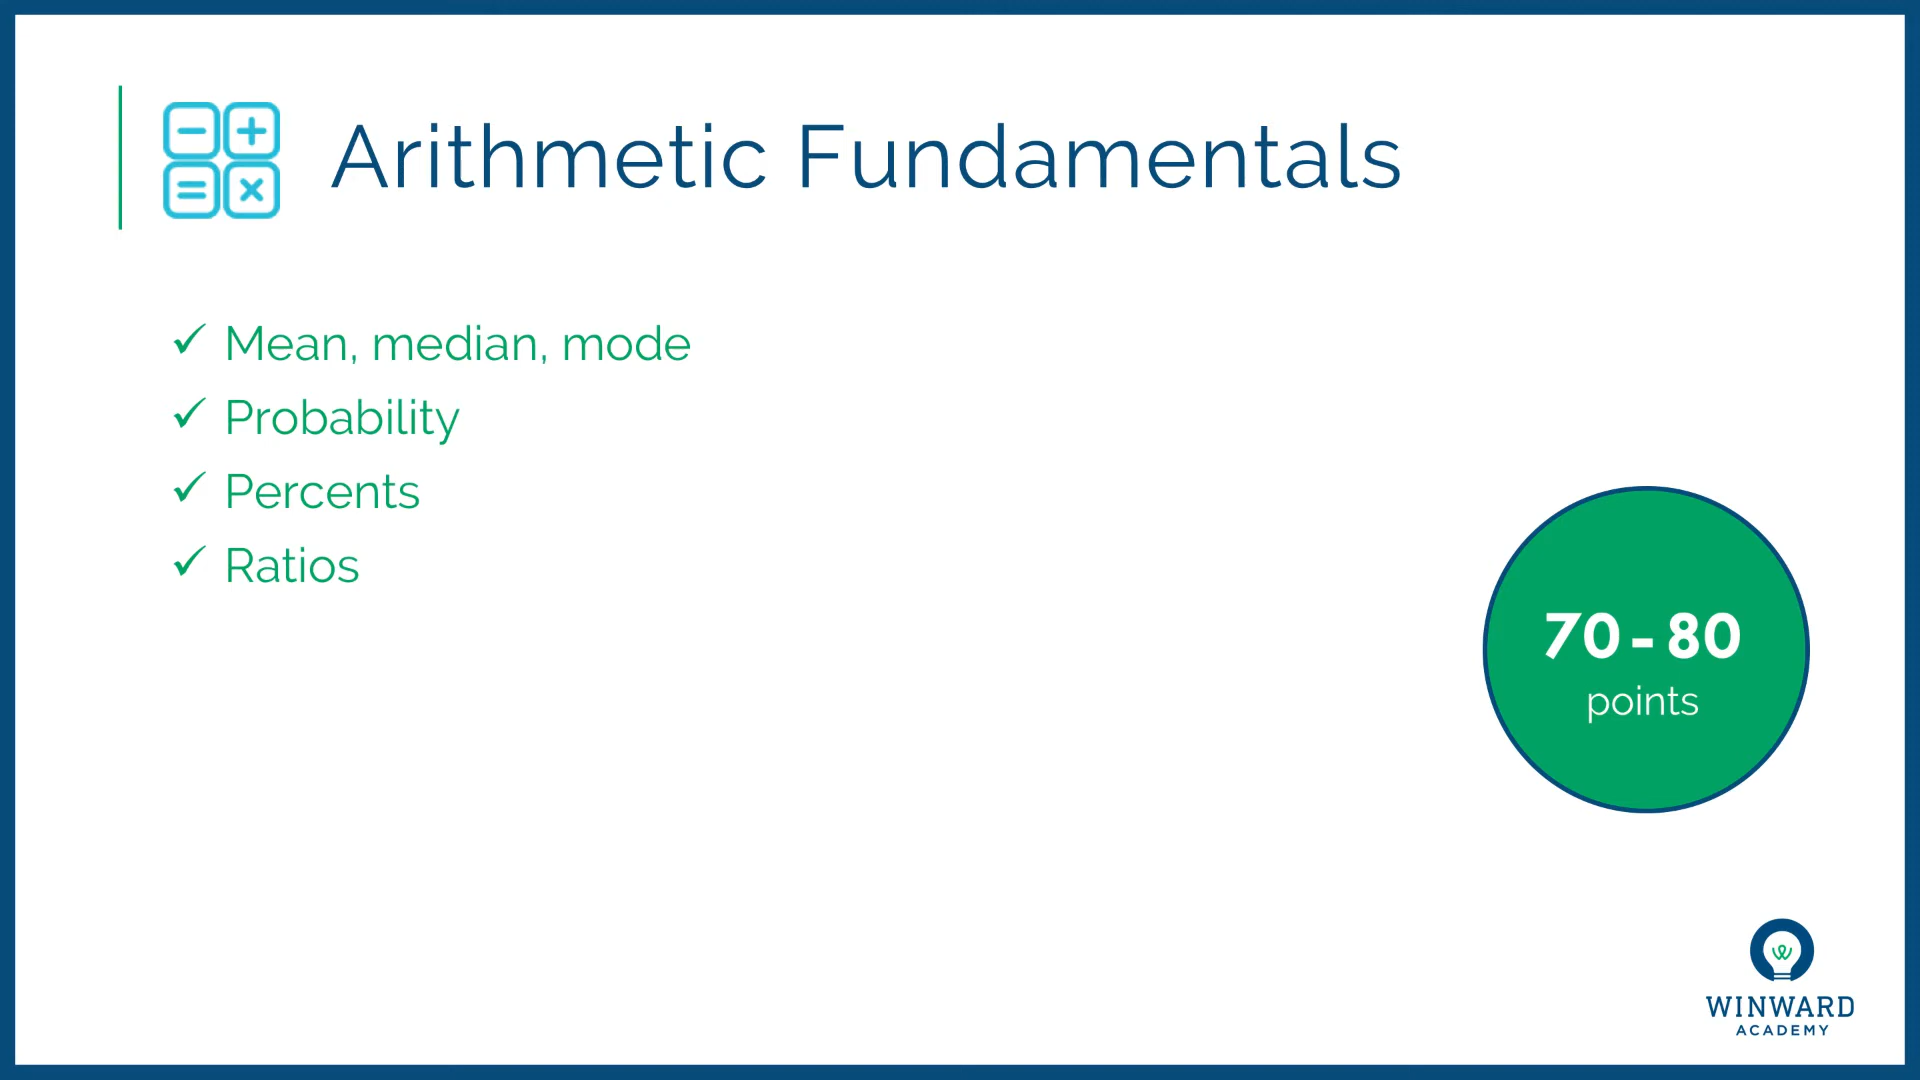 Arithmetic Fundamentals
✓ Mean, median, mode
✓ Probability
✓ Percents
✓ Ratios
70 - 80
points
WINWARD
ACADEMY